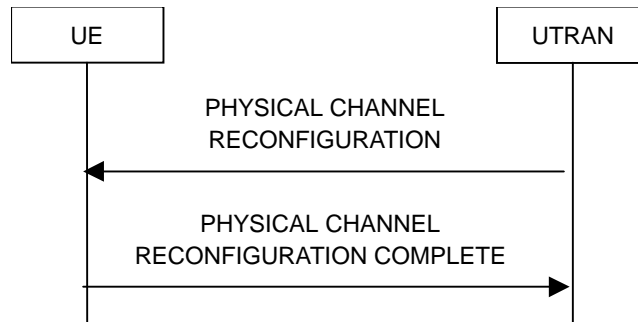 UE
UTRAN
PHYSICAL CHANNEL
RECONFIGURATION
PHYSICAL CHANNEL
RECONFIGURATION COMPLETE